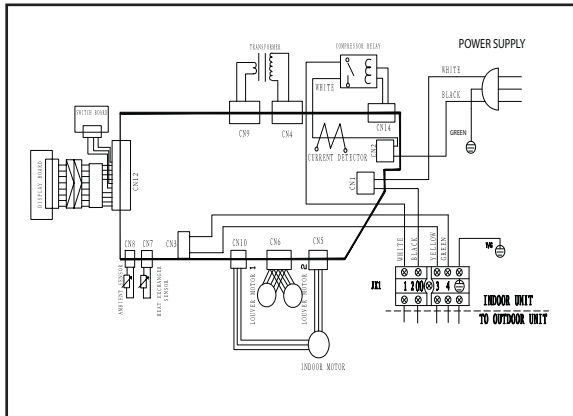 POWER SUPPLY
TRANSFORMER
COMPRESSOR RELAY
WHITE
WHITE
BLACK
SWITCH BOARD
CN9
CN4
CN14
GREEN
CURRENT DETECTOR
CN2
CN1
DISPLAY BOARD
CN12
CN8
CN7
CN3
CN10
CN6
CN5
AMBIENT SENSOR
HEAT EXCHANGER
SENSOR
LOUVER MOTOR 1
LOUVER MOTOR 2
INDOOR MOTOR
WHITE
BLACK
YELLOW
GREEN
Y/G
JX1
1 2(N) 3 4
INDOOR UNIT
TO OUTDOOR UNIT